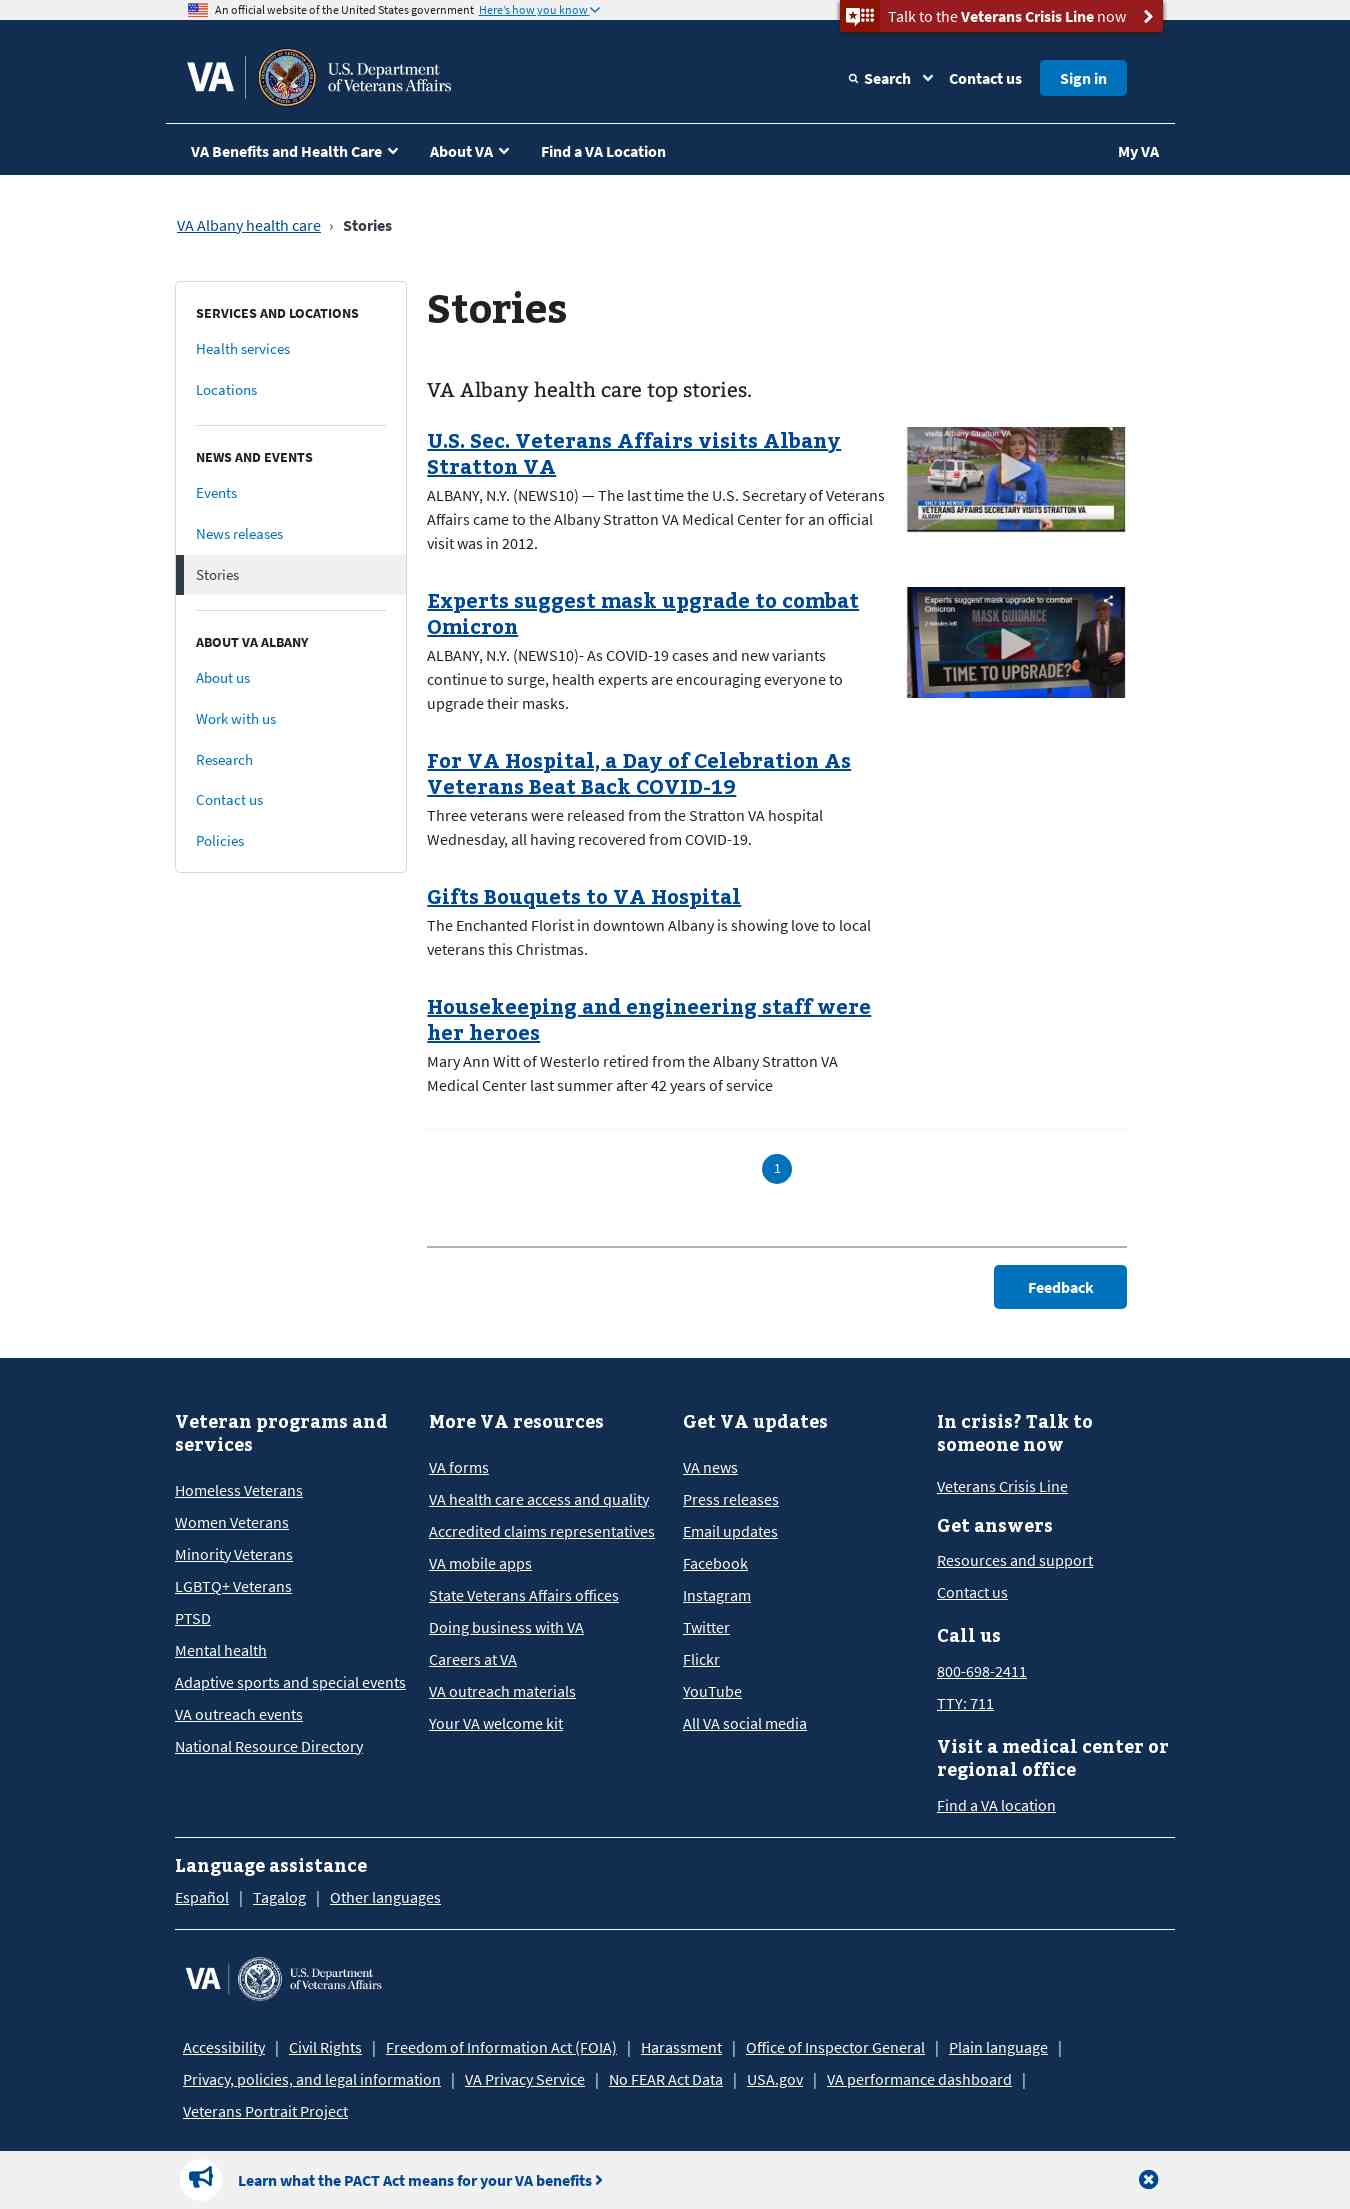 An official website of the United States government Here's how you know
Talk to the Veterans Crisis Line now
VA
U.S. Department
of Veterans Affairs
Search
Contact us
Sign in
VA Benefits and Health Care
About VA
Find a VA Location
My VA
VA Albany health care › Stories
SERVICES AND LOCATIONS
Health services
Locations
NEWS AND EVENTS
Events
News releases
Stories
ABOUT VA ALBANY
About us
Work with us
Research
Contact us
Policies
Stories
VA Albany health care top stories.
U.S. Sec. Veterans Affairs visits Albany
Stratton VA
ALBANY, N.Y. (NEWS10) — The last time the U.S. Secretary of Veterans
Affairs came to the Albany Stratton VA Medical Center for an official
visit was in 2012.
visits Albany Stratton VA
VETERANS AFFAIRS SECRETARY VISITS STRATTON VA
ALBANY
Experts suggest mask upgrade to combat
Omicron
ALBANY, N.Y. (NEWS10)- As COVID-19 cases and new variants
continue to surge, health experts are encouraging everyone to
upgrade their masks.
Experts suggest mask upgrade to combat
Omicron
2 minutes left
MASK GUIDANCE
TIME TO UPGRADE?
For VA Hospital, a Day of Celebration As
Veterans Beat Back COVID-19
Three veterans were released from the Stratton VA hospital
Wednesday, all having recovered from COVID-19.
Gifts Bouquets to VA Hospital
The Enchanted Florist in downtown Albany is showing love to local
veterans this Christmas.
Housekeeping and engineering staff were
her heroes
Mary Ann Witt of Westerlo retired from the Albany Stratton VA
Medical Center last summer after 42 years of service
1
Feedback
Veteran programs and
services
Homeless Veterans
Women Veterans
Minority Veterans
LGBTQ+ Veterans
PTSD
Mental health
Adaptive sports and special events
VA outreach events
National Resource Directory
More VA resources
VA forms
VA health care access and quality
Accredited claims representatives
VA mobile apps
State Veterans Affairs offices
Doing business with VA
Careers at VA
VA outreach materials
Your VA welcome kit
Get VA updates
VA news
Press releases
Email updates
Facebook
Instagram
Twitter
Flickr
YouTube
All VA social media
In crisis? Talk to
someone now
Veterans Crisis Line
Get answers
Resources and support
Contact us
Call us
800-698-2411
TTY: 711
Visit a medical center or
regional office
Find a VA location
Language assistance
Español | Tagalog | Other languages
VA
U.S. Department
of Veterans Affairs
Accessibility | Civil Rights | Freedom of Information Act (FOIA) | Harassment | Office of Inspector General | Plain language |
Privacy, policies, and legal information | VA Privacy Service | No FEAR Act Data | USA.gov | VA performance dashboard |
Veterans Portrait Project
Learn what the PACT Act means for your VA benefits